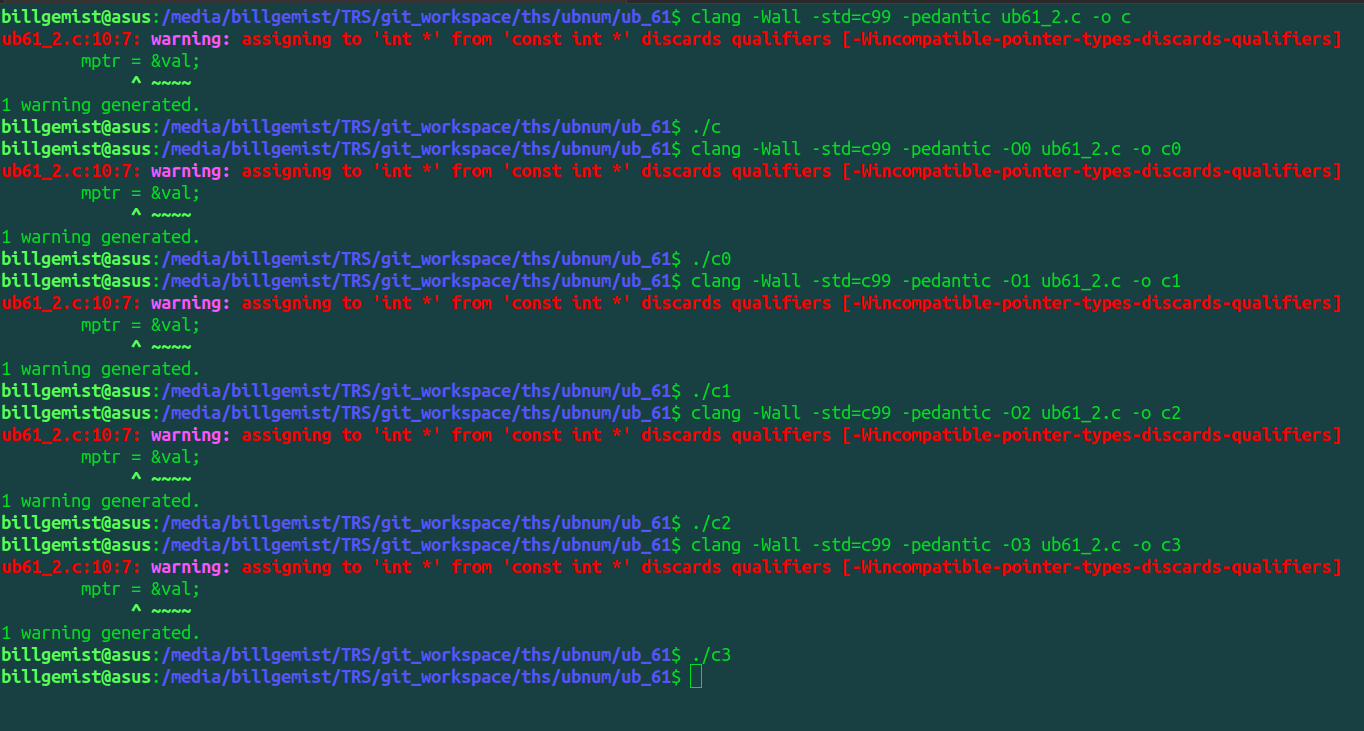 billgemist@asus:/media/billgemist/TRS/git_workspace/ths/ubnum/ub_61$ clang -Wall -std=c99 -pedantic ub61_2.c -o c
ub61_2.c:10:7: warning: assigning to 'int *' from 'const int *' discards qualifiers [-Wincompatible-pointer-types-discards-qualifiers]
        mptr = &val;
             ^ ~~~~
1 warning generated.
billgemist@asus:/media/billgemist/TRS/git_workspace/ths/ubnum/ub_61$ ./c
billgemist@asus:/media/billgemist/TRS/git_workspace/ths/ubnum/ub_61$ clang -Wall -std=c99 -pedantic -O0 ub61_2.c -o c0
ub61_2.c:10:7: warning: assigning to 'int *' from 'const int *' discards qualifiers [-Wincompatible-pointer-types-discards-qualifiers]
        mptr = &val;
             ^ ~~~~
1 warning generated.
billgemist@asus:/media/billgemist/TRS/git_workspace/ths/ubnum/ub_61$ ./c0
billgemist@asus:/media/billgemist/TRS/git_workspace/ths/ubnum/ub_61$ clang -Wall -std=c99 -pedantic -O1 ub61_2.c -o c1
ub61_2.c:10:7: warning: assigning to 'int *' from 'const int *' discards qualifiers [-Wincompatible-pointer-types-discards-qualifiers]
        mptr = &val;
             ^ ~~~~
1 warning generated.
billgemist@asus:/media/billgemist/TRS/git_workspace/ths/ubnum/ub_61$ ./c1
billgemist@asus:/media/billgemist/TRS/git_workspace/ths/ubnum/ub_61$ clang -Wall -std=c99 -pedantic -O2 ub61_2.c -o c2
ub61_2.c:10:7: warning: assigning to 'int *' from 'const int *' discards qualifiers [-Wincompatible-pointer-types-discards-qualifiers]
        mptr = &val;
             ^ ~~~~
1 warning generated.
billgemist@asus:/media/billgemist/TRS/git_workspace/ths/ubnum/ub_61$ ./c2
billgemist@asus:/media/billgemist/TRS/git_workspace/ths/ubnum/ub_61$ clang -Wall -std=c99 -pedantic -O3 ub61_2.c -o c3
ub61_2.c:10:7: warning: assigning to 'int *' from 'const int *' discards qualifiers [-Wincompatible-pointer-types-discards-qualifiers]
        mptr = &val;
             ^ ~~~~
1 warning generated.
billgemist@asus:/media/billgemist/TRS/git_workspace/ths/ubnum/ub_61$ ./c3
billgemist@asus:/media/billgemist/TRS/git_workspace/ths/ubnum/ub_61$